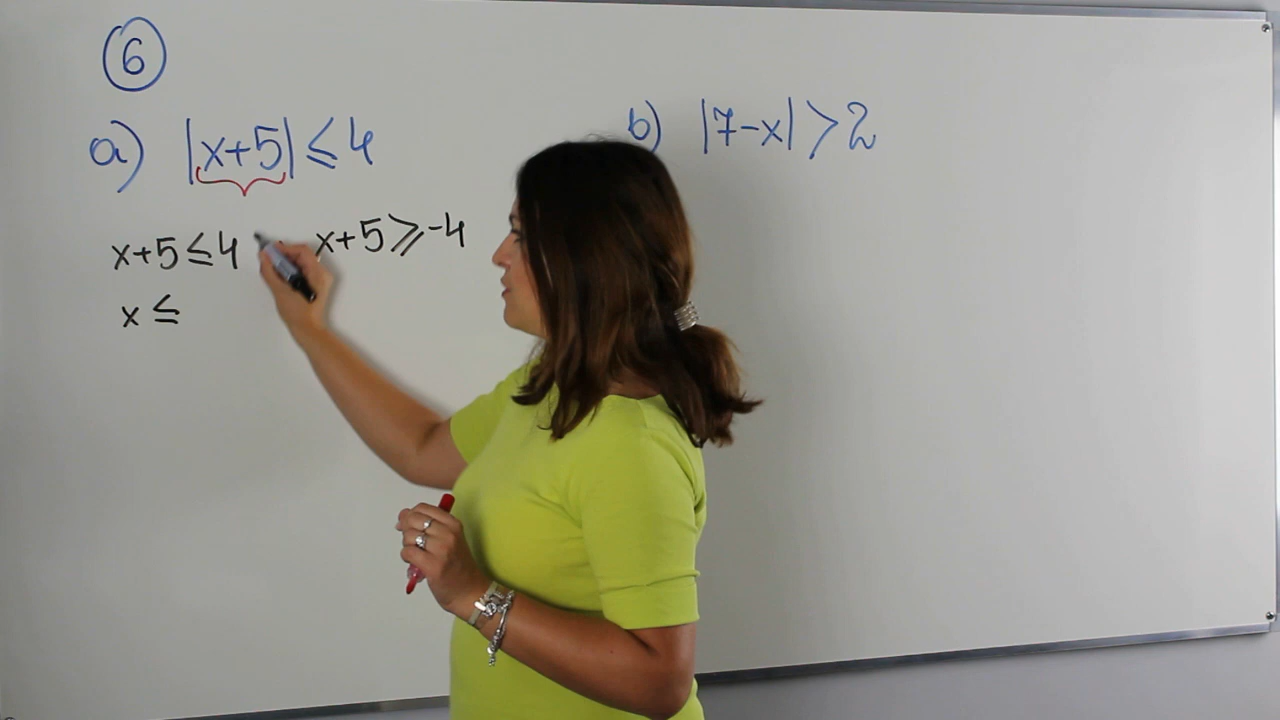 6
a) |x+5| ≤ 4
x+5 ≤ 4 x+5 ≥ -4
x ≤
b) |7-x| > 2